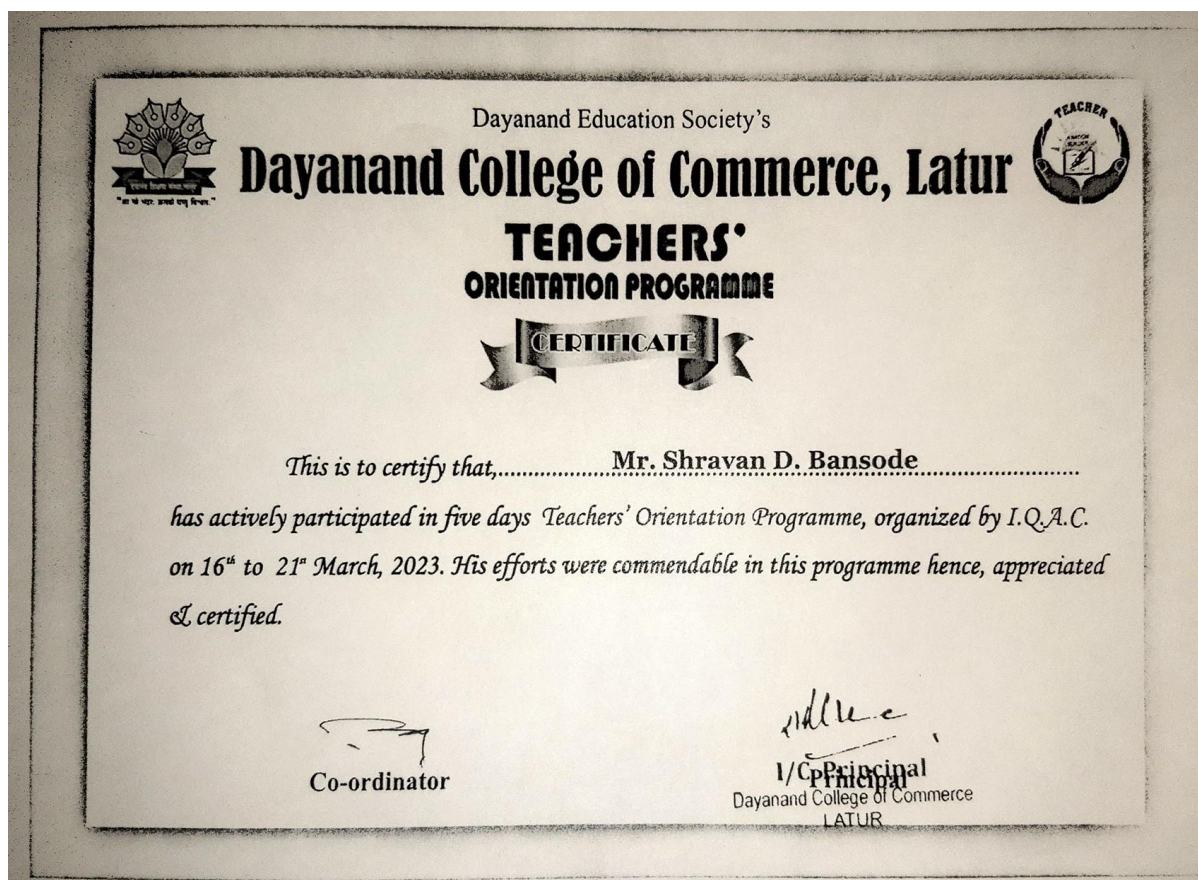 Dayanand Education Society's
Dayanand College of Commerce, Latur
TEACHER
TEACHERS'
ORIENTATION PROGRAMME
CERTIFICATE
This is to certify that,.................. Mr. Shravan D. Bansode ..................
has actively participated in five days Teachers' Orientation Programme, organized by I.Q.A.C.
on 16th to 21st March, 2023. His efforts were commendable in this programme hence, appreciated
& certified.
Co-ordinator
I/C Principal
Principal
Dayanand College of Commerce
LATUR